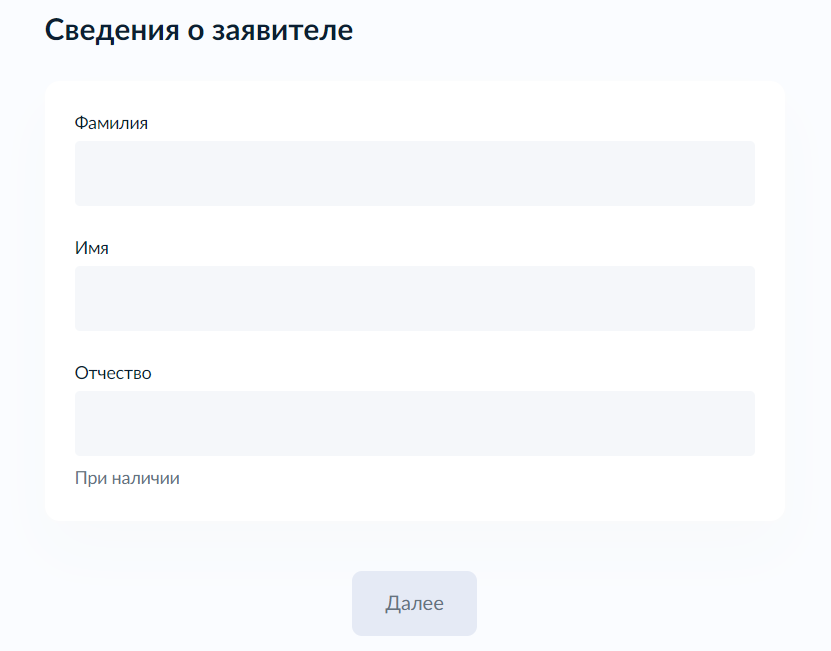 Сведения о заявителе
Фамилия
Имя
Отчество
При наличии
Далее